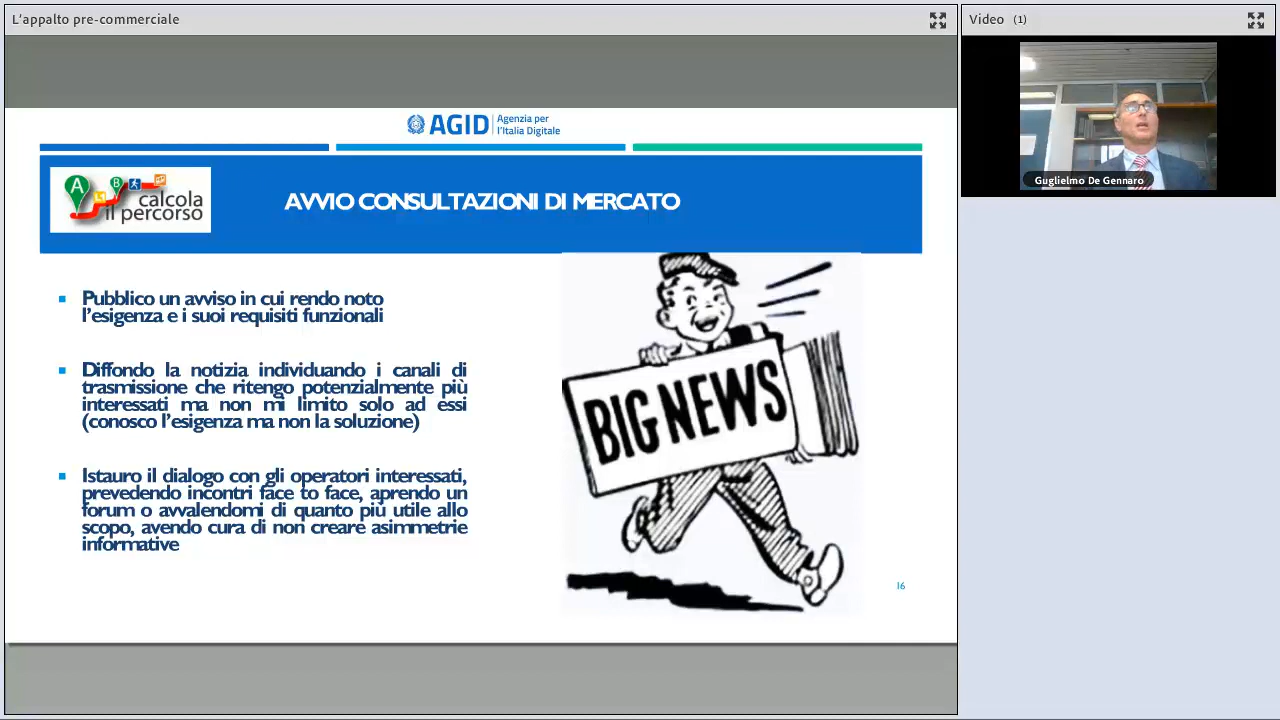 L'appalto pre-commerciale
Video (1)
AGID Agenzia per
l'Italia Digitale
A
B
calcola
il percorso
AVVIO CONSULTAZIONI DI MERCATO
Pubblico un avviso in cui rendo noto
l'esigenza e i suoi requisiti funzionali
Diffondo la notizia individuando i canali di
trasmissione che ritengo potenzialmente più
interessati ma non mi limito solo ad essi
(conosco l'esigenza ma non la soluzione)
Istauro il dialogo con gli operatori interessati,
prevedendo incontri face to face, aprendo un
forum o avvalendomi di quanto più utile allo
scopo, avendo cura di non creare asimmetrie
informative
BIG NEWS
16
Guglielmo De Gennaro